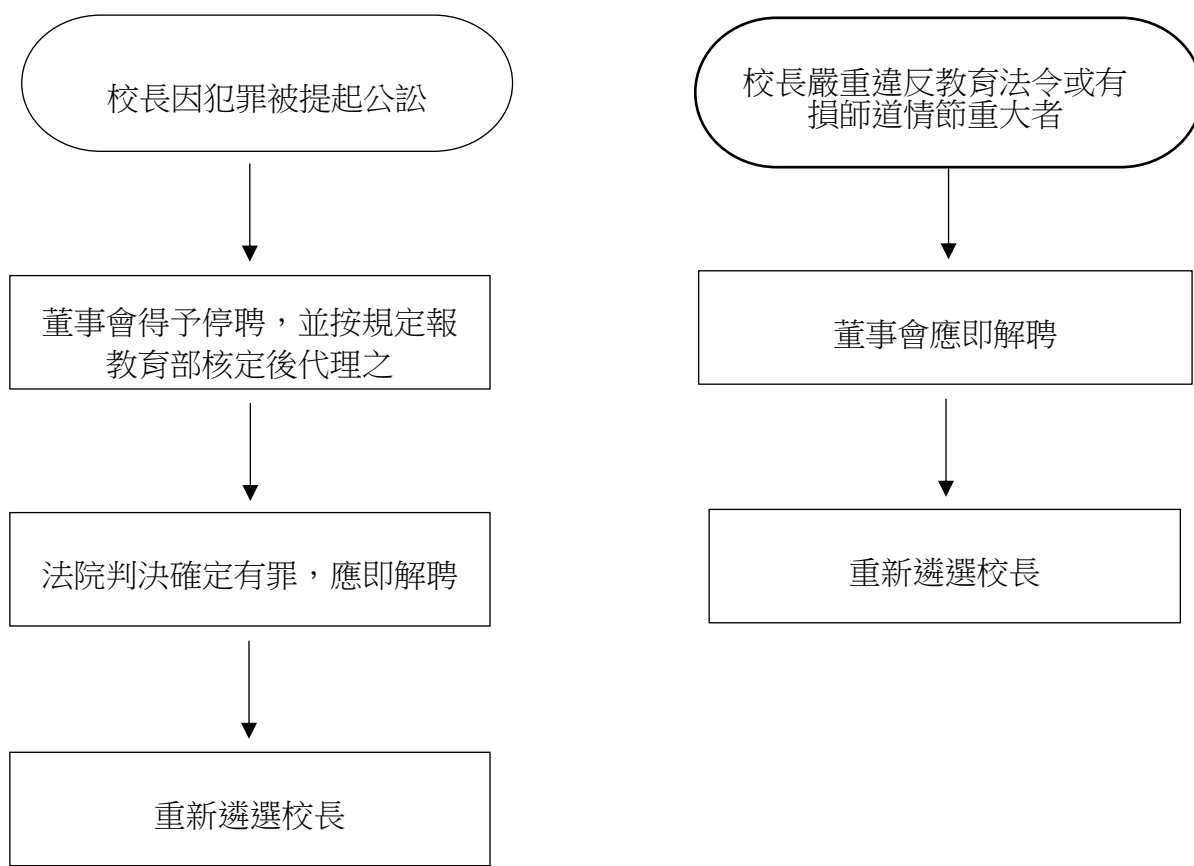 校長因犯罪被提起公訟
董事會得予停聘，並按規定報
教育部核定後代理之
法院判決確定有罪，應即解聘
重新遴選校長
校長嚴重違反教育法令或有
損師道情節重大者
董事會應即解聘
重新遴選校長